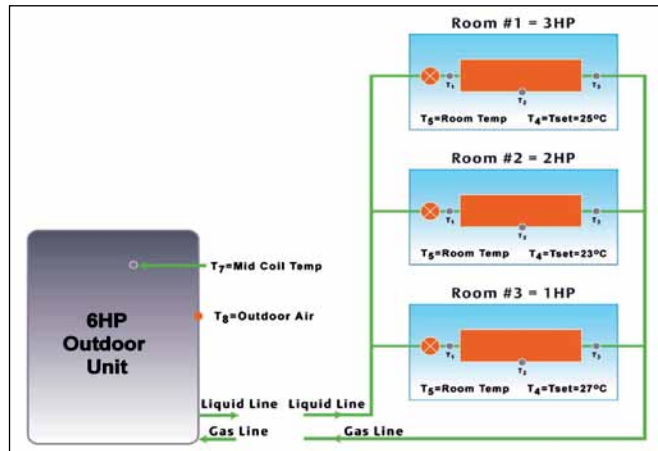 Room #1 = 3HP
T₁
T₃
T₂
T₅=Room Temp T₄=Tset=25ºC
Room #2 = 2HP
T₁
T₃
T₂
T₅=Room Temp T₄=Tset=23ºC
Room #3 = 1HP
T₁
T₃
T₂
T₅=Room Temp T₄=Tset=27ºC
T₇=Mid Coil Temp
T₈=Outdoor Air
6HP
Outdoor
Unit
Liquid Line Liquid Line
Gas Line Gas Line